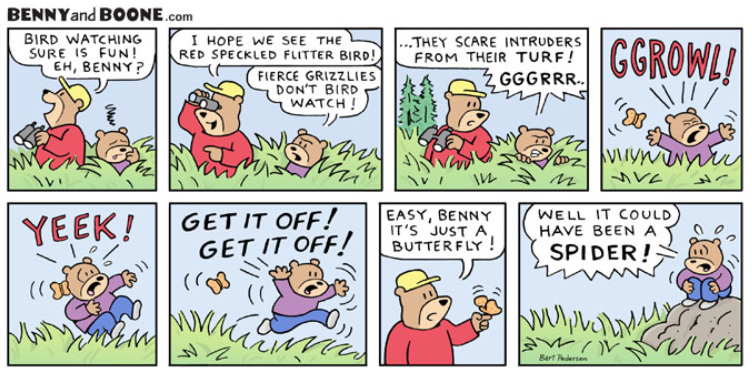 BENNY and BOONE.com
BIRD WATCHING
SURE IS FUN!
EH, BENNY?
I HOPE WE SEE THE
RED SPECKLED FLITTER BIRD!
FIERCE GRIZZLIES
DON'T BIRD
WATCH!
...THEY SCARE INTRUDERS
FROM THEIR TURF!
GGGRRR..
GGROWL!
YEEK!
GET IT OFF!
GET IT OFF!
EASY, BENNY
IT'S JUST A
BUTTERFLY!
WELL IT COULD
HAVE BEEN A
SPIDER!
Bart Pedersen